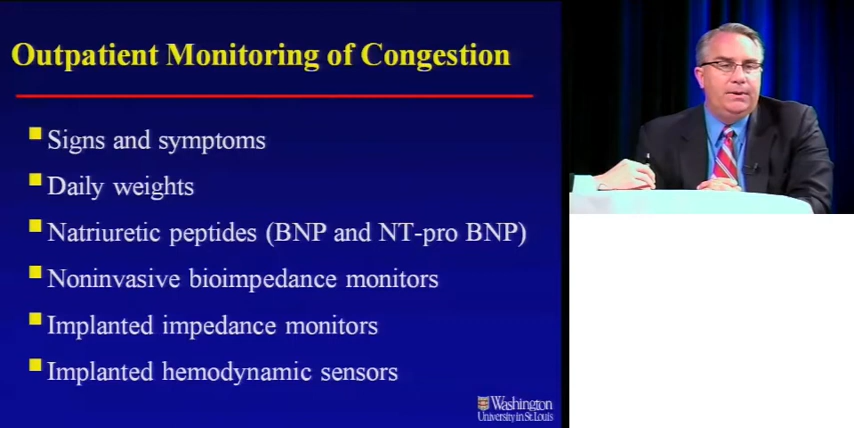 Outpatient Monitoring of Congestion
Signs and symptoms
Daily weights
Natriuretic peptides (BNP and NT-pro BNP)
Noninvasive bioimpedance monitors
Implanted impedance monitors
Implanted hemodynamic sensors
Washington
University in St. Louis